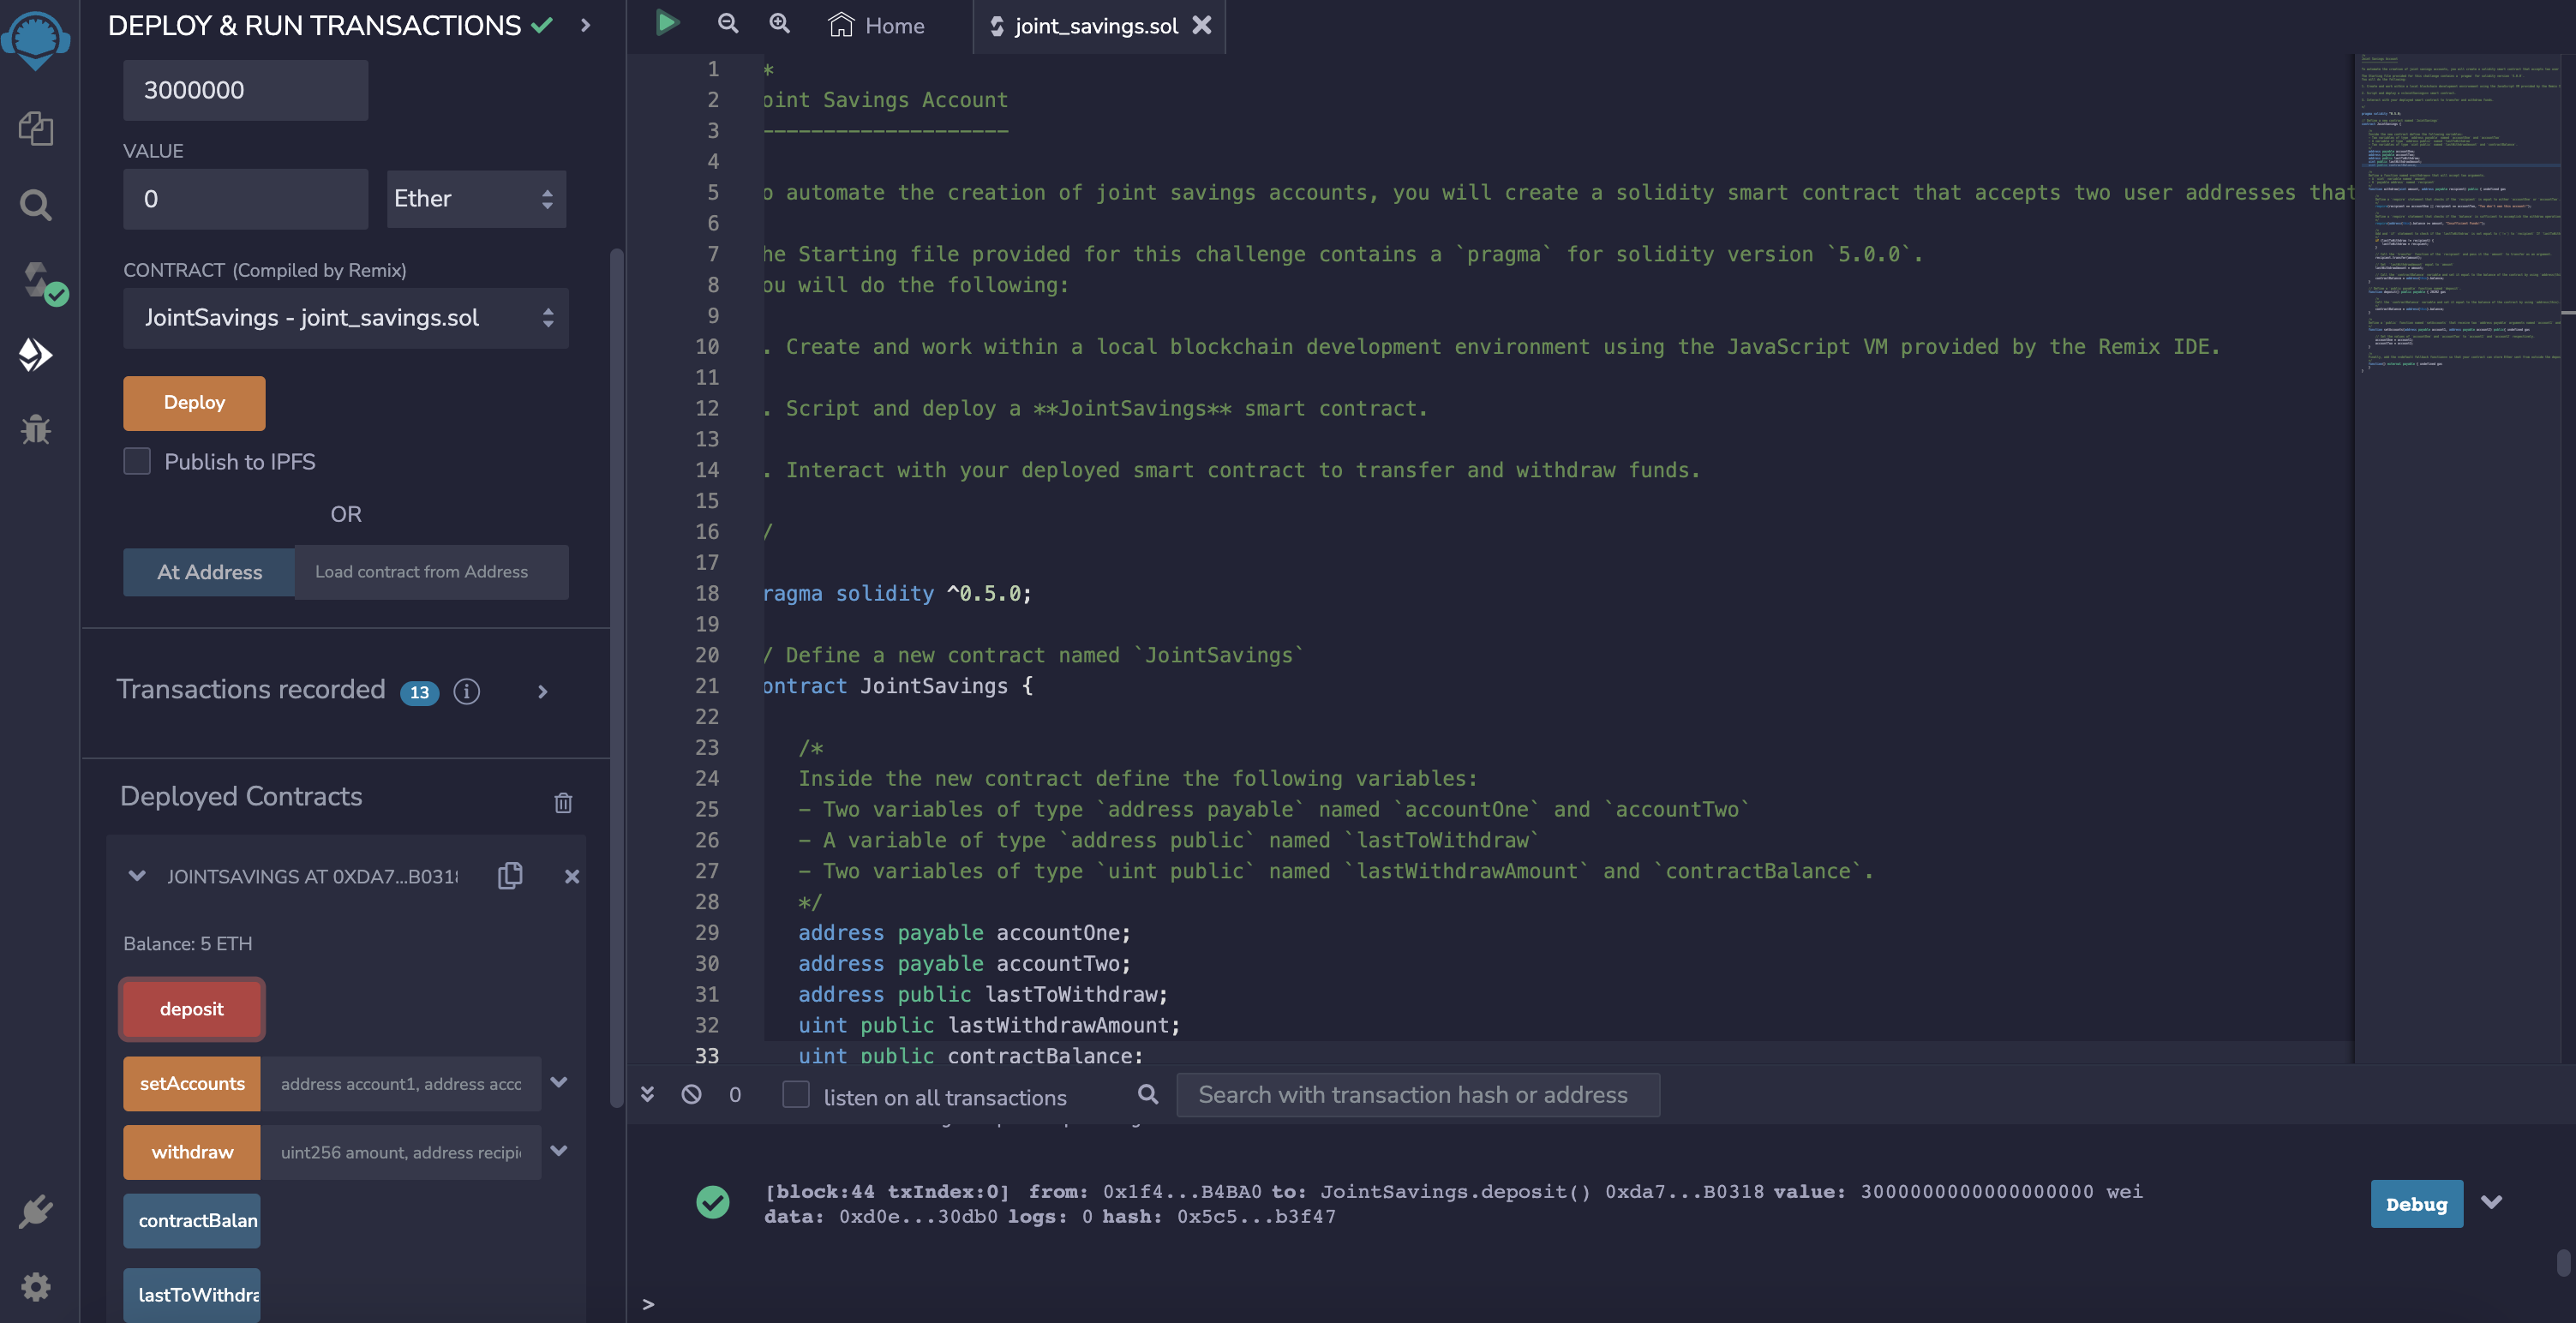 DEPLOY & RUN TRANSACTIONS
3000000
VALUE
0
Ether
CONTRACT (Compiled by Remix)
JointSavings - joint_savings.sol
Deploy
Publish to IPFS
OR
At Address
Load contract from Address
Transactions recorded 13 i
Deployed Contracts
JOINTSAVINGS AT 0XDA7...B0318
Balance: 5 ETH
deposit
setAccounts
address account1, address acco
withdraw
uint256 amount, address recipi
contractBalan
lastToWithdra
Home
joint_savings.sol
1 *
2 oint Savings Account
3 --------------------
4
5 o automate the creation of joint savings accounts, you will create a solidity smart contract that accepts two user addresses that
6
7 he Starting file provided for this challenge contains a `pragma` for solidity version `5.0.0`.
8 ou will do the following:
9
10 . Create and work within a local blockchain development environment using the JavaScript VM provided by the Remix IDE.
11
12 . Script and deploy a **JointSavings** smart contract.
13
14 . Interact with your deployed smart contract to transfer and withdraw funds.
15
16 /
17
18 ragma solidity ^0.5.0;
19
20 / Define a new contract named `JointSavings`
21 ontract JointSavings {
22
23 /*
24 Inside the new contract define the following variables:
25 - Two variables of type `address payable` named `accountOne` and `accountTwo`
26 - A variable of type `address public` named `lastToWithdraw`
27 - Two variables of type `uint public` named `lastWithdrawAmount` and `contractBalance`.
28 */
29 address payable accountOne;
30 address payable accountTwo;
31 address public lastToWithdraw;
32 uint public lastWithdrawAmount;
33 uint public contractBalance;
0
listen on all transactions
Search with transaction hash or address
[block:44 txIndex:0] from: 0x1f4...B4BA0 to: JointSavings.deposit() 0xda7...B0318 value: 3000000000000000000 wei
data: 0xd0e...30db0 logs: 0 hash: 0x5c5...b3f47
Debug
>